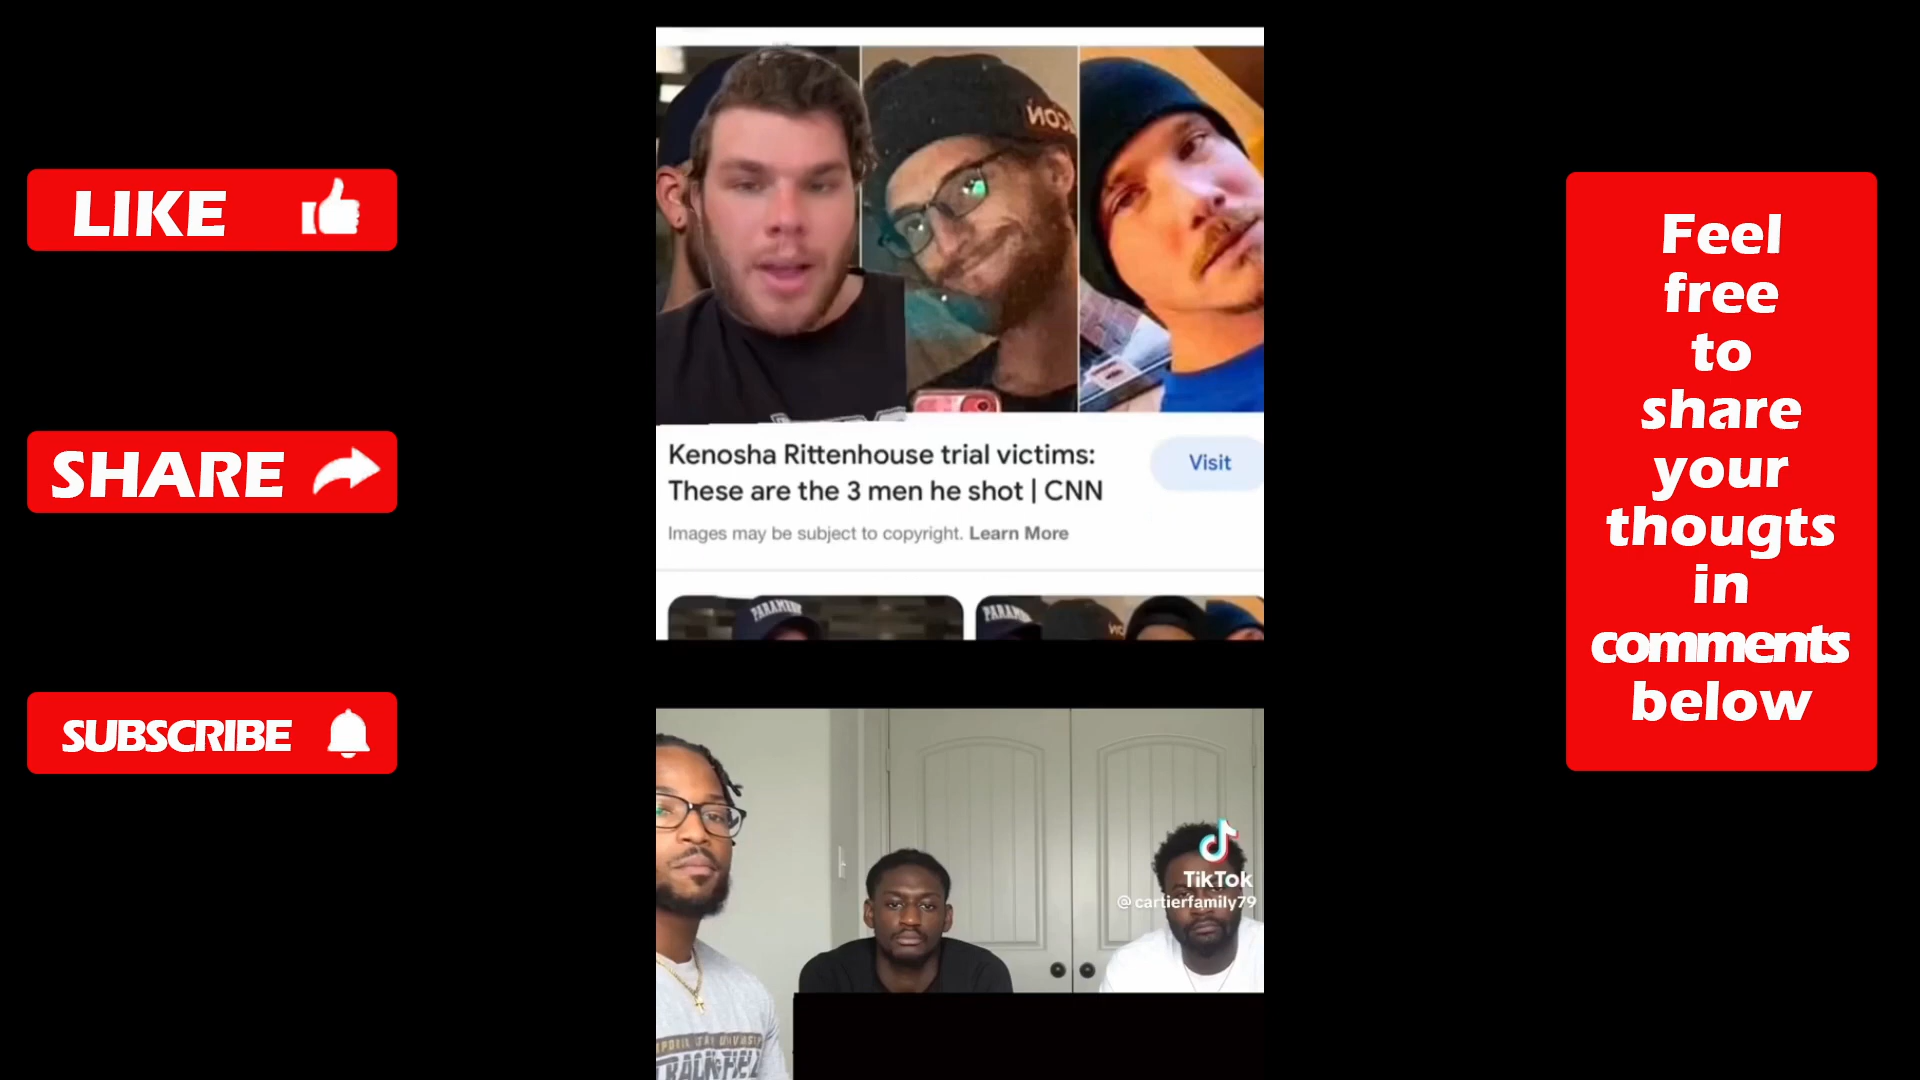 LIKE
SHARE
SUBSCRIBE
Kenosha Rittenhouse trial victims:
These are the 3 men he shot | CNN
Visit
Images may be subject to copyright. Learn More
PARAM
TikTok
@cartierfamily79
Feel
free
to
share
your
thougts
in
comments
below